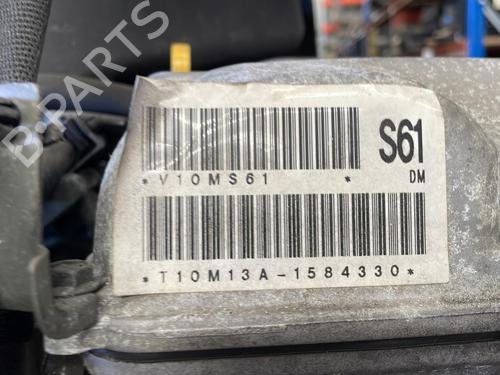 B-PARTS
S61
*V10MS61 *
DM
*T10M13A-1584330*